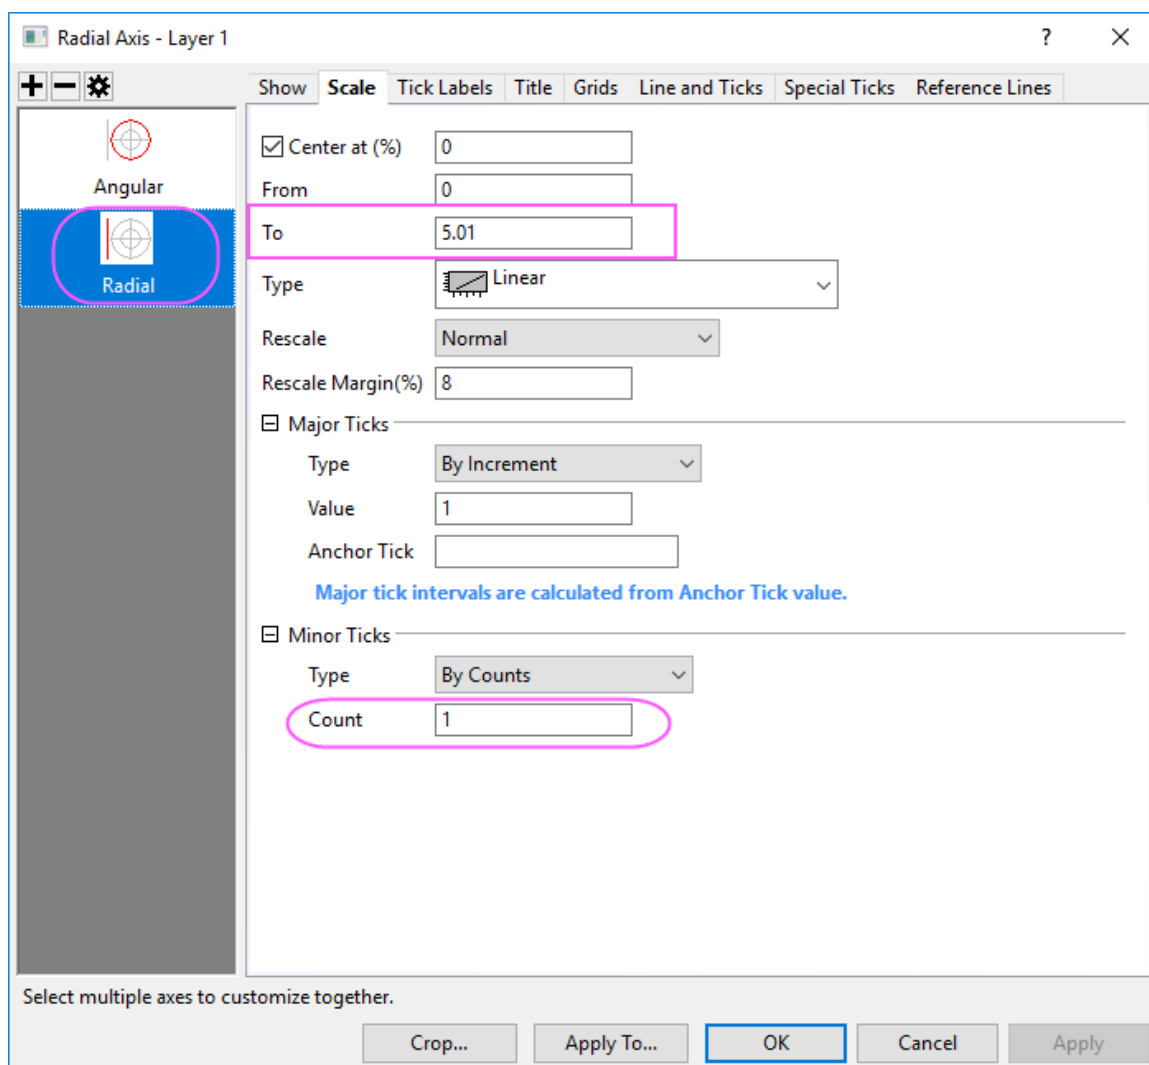 Radial Axis - Layer 1
Show Scale Tick Labels Title Grids Line and Ticks Special Ticks Reference Lines
Angular
Radial
Center at (%) 0
From 0
To 5.01
Type Linear
Rescale Normal
Rescale Margin(%) 8
Major Ticks
Type By Increment
Value 1
Anchor Tick
Major tick intervals are calculated from Anchor Tick value.
Minor Ticks
Type By Counts
Count 1
Select multiple axes to customize together.
Crop... Apply To... OK Cancel Apply